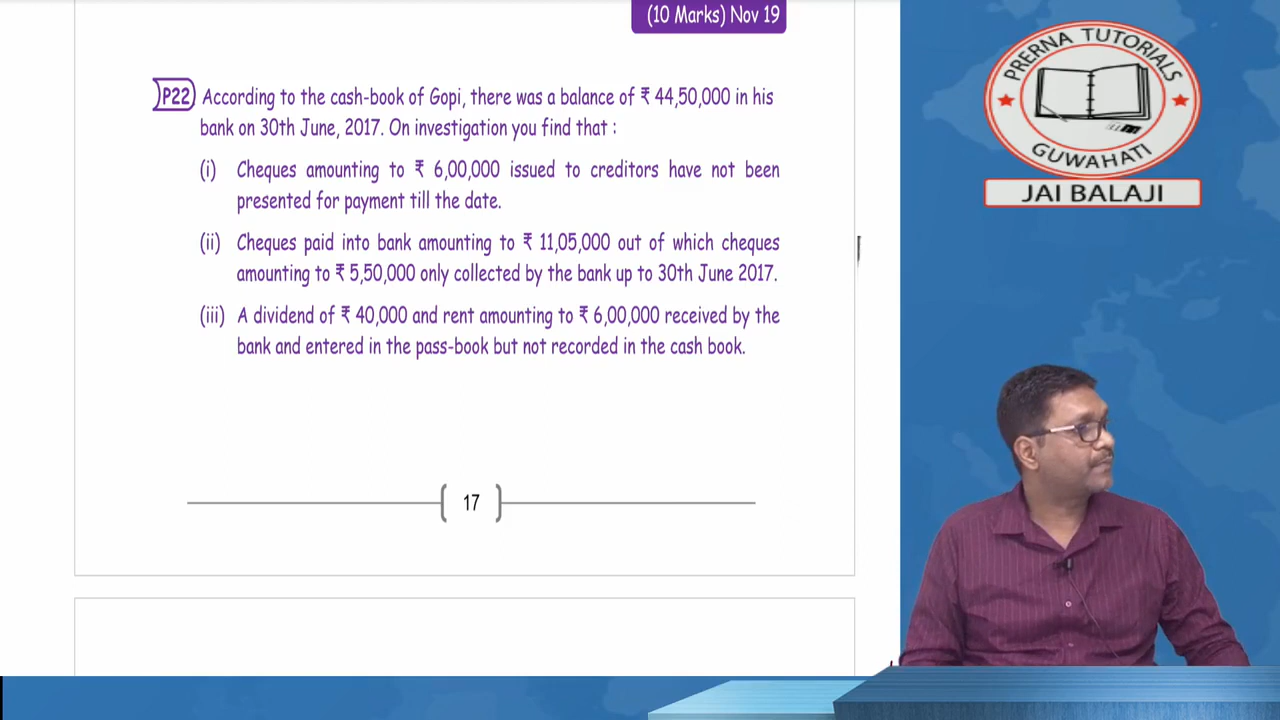 (10 Marks) Nov 19
P22 According to the cash-book of Gopi, there was a balance of ₹ 44,50,000 in his
bank on 30th June, 2017. On investigation you find that :
(i) Cheques amounting to ₹ 6,00,000 issued to creditors have not been
presented for payment till the date.
(ii) Cheques paid into bank amounting to ₹ 11,05,000 out of which cheques
amounting to ₹ 5,50,000 only collected by the bank up to 30th June 2017.
(iii) A dividend of ₹ 40,000 and rent amounting to ₹ 6,00,000 received by the
bank and entered in the pass-book but not recorded in the cash book.
17
PRERNA TUTORIALS
GUWAHATI
JAI BALAJI